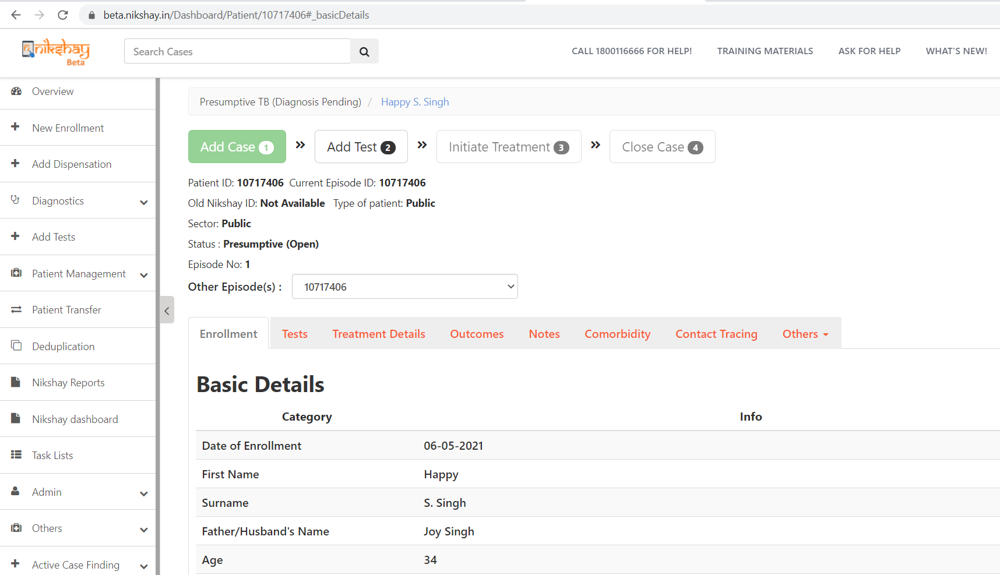 beta.nikshay.in/Dashboard/Patient/10717406#_basicDetails
nikshay
Beta
Search Cases
CALL 1800116666 FOR HELP!
TRAINING MATERIALS
ASK FOR HELP
WHAT'S NEW!
Overview
New Enrollment
Add Dispensation
Diagnostics
Add Tests
Patient Management
Patient Transfer
Deduplication
Nikshay Reports
Nikshay dashboard
Task Lists
Admin
Others
Active Case Finding
Presumptive TB (Diagnosis Pending) / Happy S. Singh
Add Case 1 » Add Test 2 » Initiate Treatment 3 » Close Case 4
Patient ID: 10717406 Current Episode ID: 10717406
Old Nikshay ID: Not Available Type of patient: Public
Sector: Public
Status : Presumptive (Open)
Episode No: 1
Other Episode(s) : 10717406
Enrollment Tests Treatment Details Outcomes Notes Comorbidity Contact Tracing Others
Basic Details
Category Info
Date of Enrollment 06-05-2021
First Name Happy
Surname S. Singh
Father/Husband's Name Joy Singh
Age 34